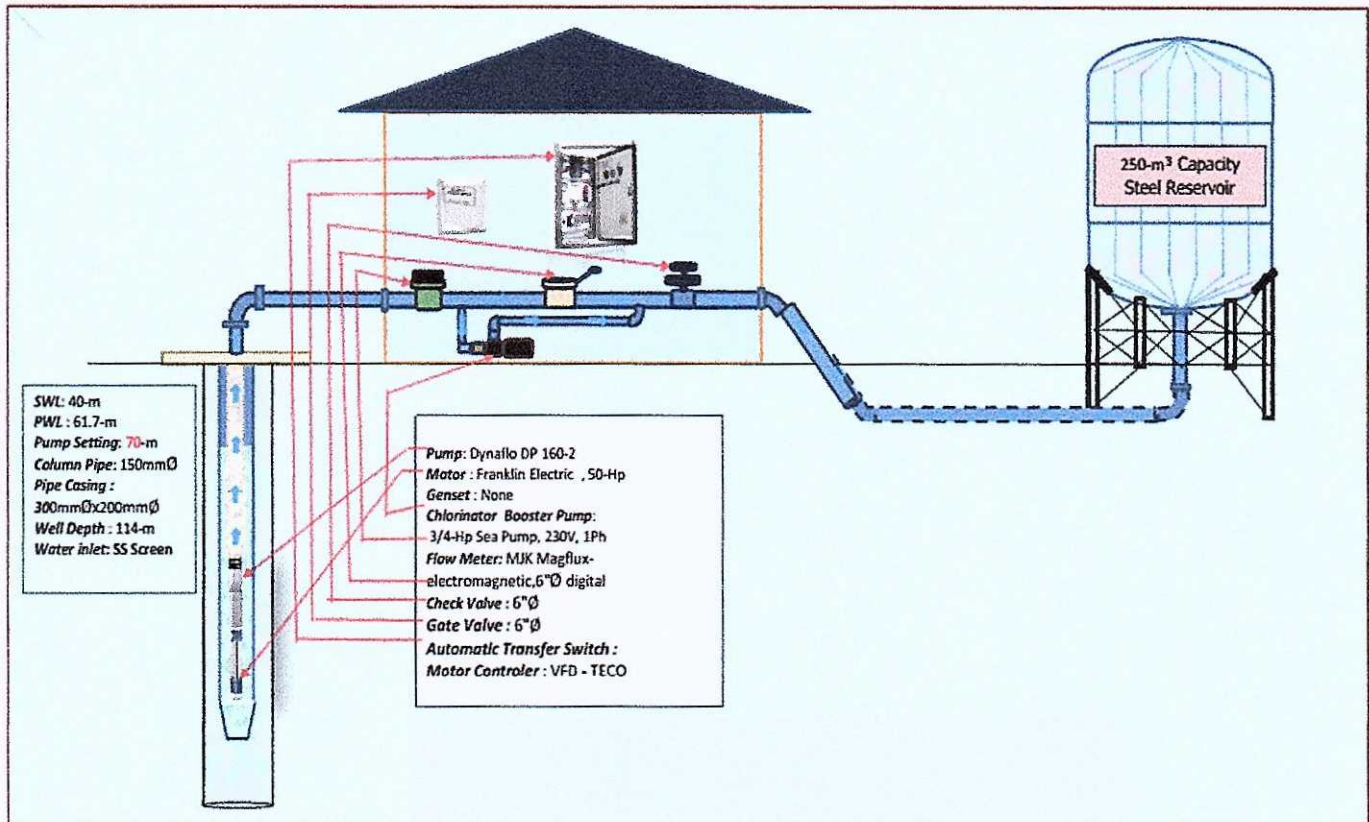 250-m³ Capacity
Steel Reservoir
SWL: 40-m
PWL : 61.7-m
Pump Setting: 70-m
Column Pipe: 150mmØ
Pipe Casing :
300mmØx200mmØ
Well Depth : 114-m
Water inlet: SS Screen
Pump: Dynaflo DP 160-2
Motor : Franklin Electric , 50-Hp
Genset : None
Chlorinator Booster Pump:
3/4-Hp Sea Pump, 230V, 1Ph
Flow Meter: MJK Magflux-
electromagnetic,6"Ø digital
Check Valve : 6"Ø
Gate Valve : 6"Ø
Automatic Transfer Switch :
Motor Controler : VFD - TECO